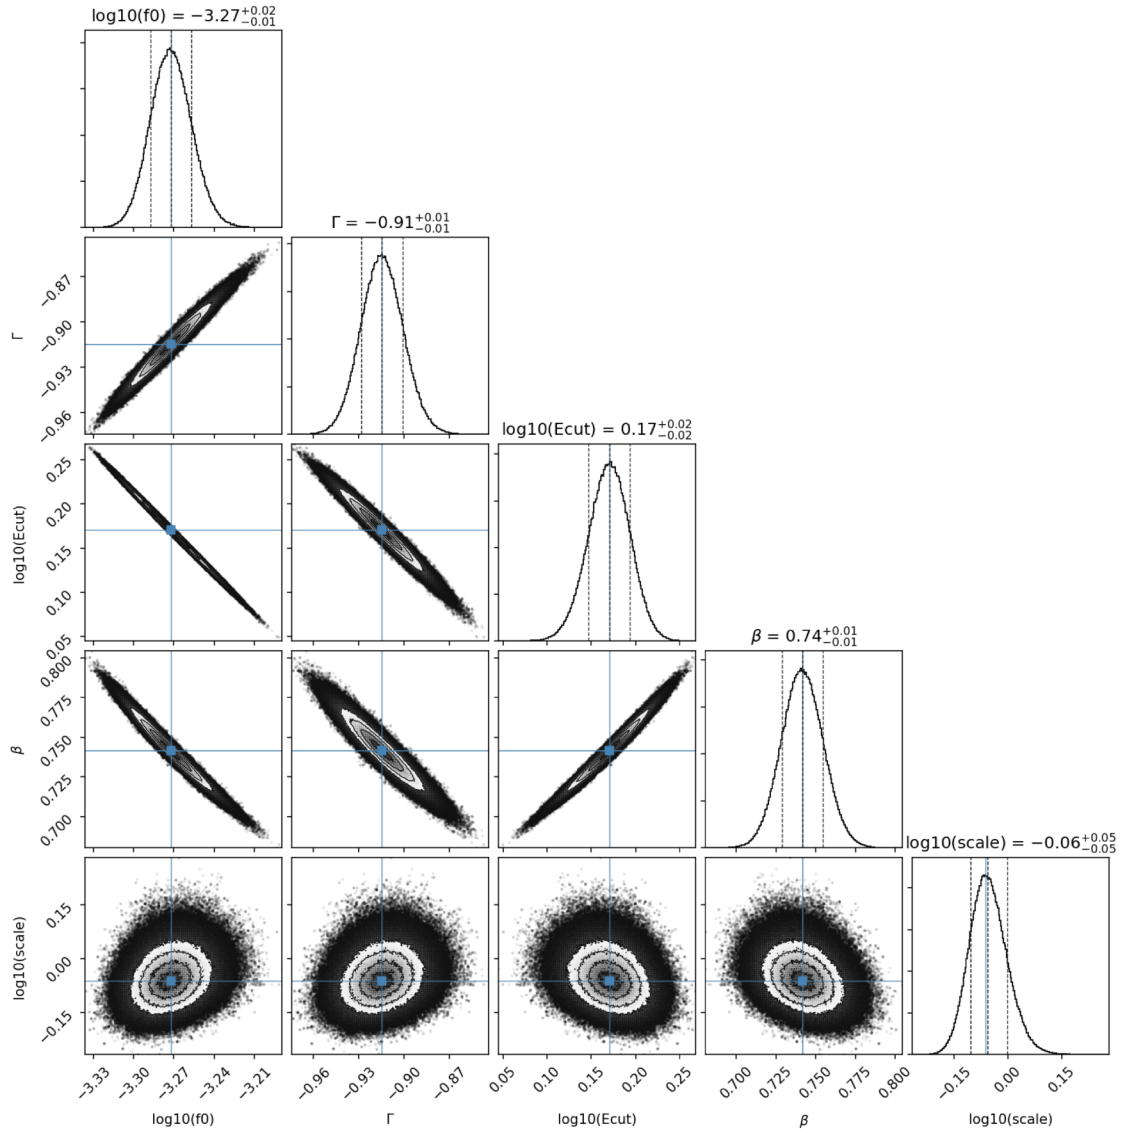 log10(f0) = −3.27+0.02−0.01
Γ = −0.91+0.01−0.01
−0.87
−0.90
−0.93
−0.96
Γ
log10(Ecut) = 0.17+0.02−0.02
0.25
0.20
0.15
0.10
0.05
log10(Ecut)
β = 0.74+0.01−0.01
0.800
0.775
0.750
0.725
0.700
β
log10(scale) = −0.06+0.05−0.05
0.15
0.00
−0.15
log10(scale)
−3.33 −3.30 −3.27 −3.24 −3.21 −0.96 −0.93 −0.90 −0.87 0.05 0.10 0.15 0.20 0.25 0.700 0.725 0.750 0.775 0.800 −0.15 0.00 0.15
log10(f0) Γ log10(Ecut) β log10(scale)